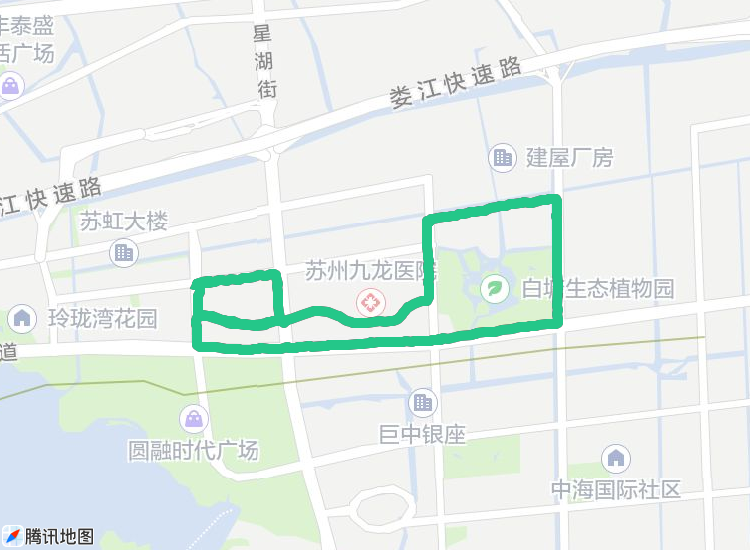 丰泰盛
活广场
星湖街
娄江快速路
建屋厂房
江快速路
苏虹大楼
苏州九龙医院
白塘生态植物园
玲珑湾花园
道
巨中银座
圆融时代广场
中海国际社区
腾讯地图